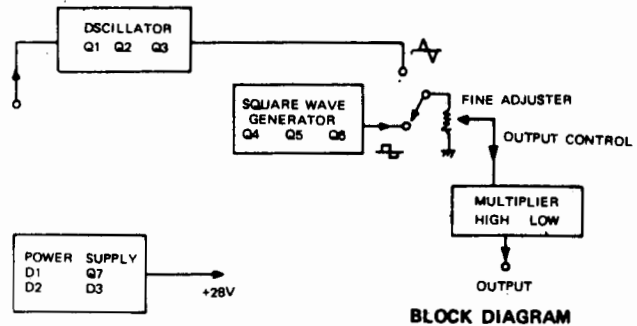 DSCILLATOR
Q1 Q2 Q3
SQUARE WAVE
GENERATOR
Q4 Q5 Q6
FINE ADJUSTER
OUTPUT CONTROL
MULTIPLIER
HIGH LOW
OUTPUT
POWER SUPPLY
D1 Q7
D2 D3
+28V
BLOCK DIAGRAM